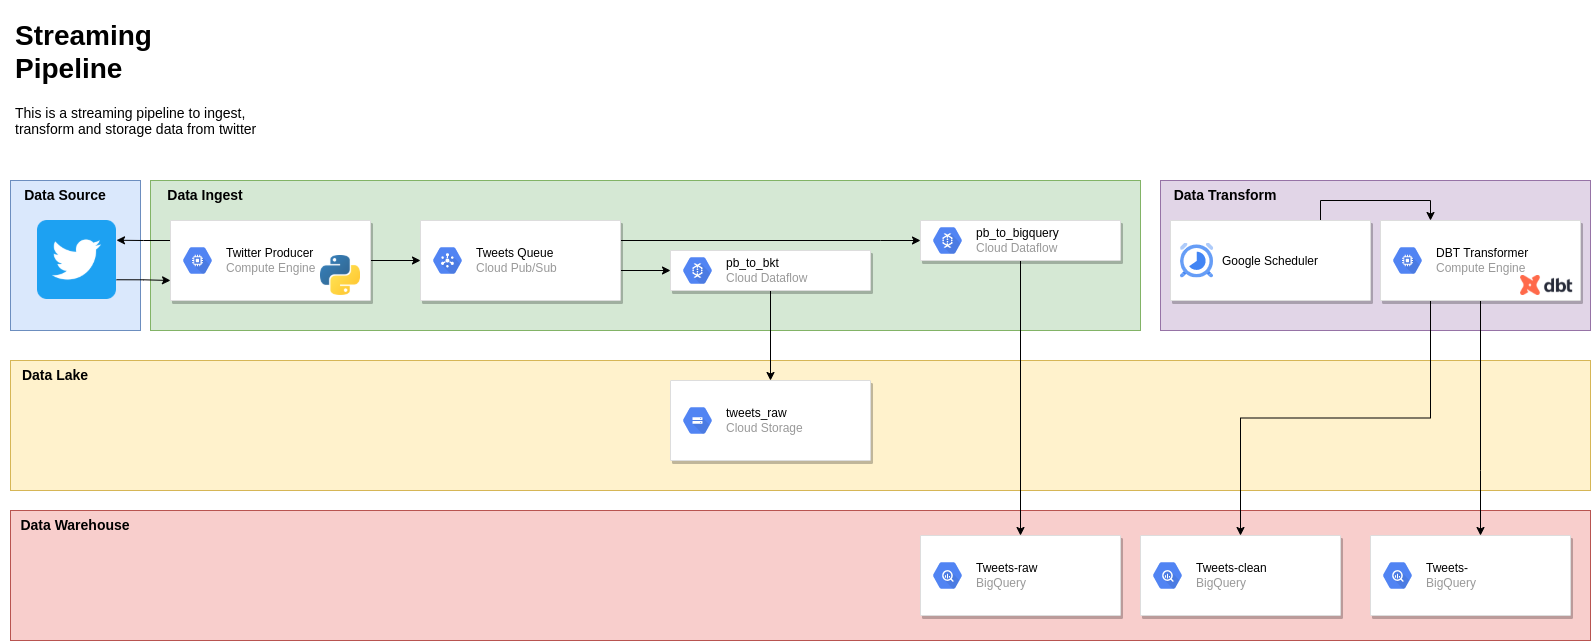 Streaming
Pipeline
This is a streaming pipeline to ingest,
transform and storage data from twitter
Data Source
Data Ingest
Twitter Producer
Compute Engine
Tweets Queue
Cloud Pub/Sub
pb_to_bkt
Cloud Dataflow
pb_to_bigquery
Cloud Dataflow
Data Transform
Google Scheduler
DBT Transformer
Compute Engine
dbt
Data Lake
tweets_raw
Cloud Storage
Data Warehouse
Tweets-raw
BigQuery
Tweets-clean
BigQuery
Tweets-
BigQuery